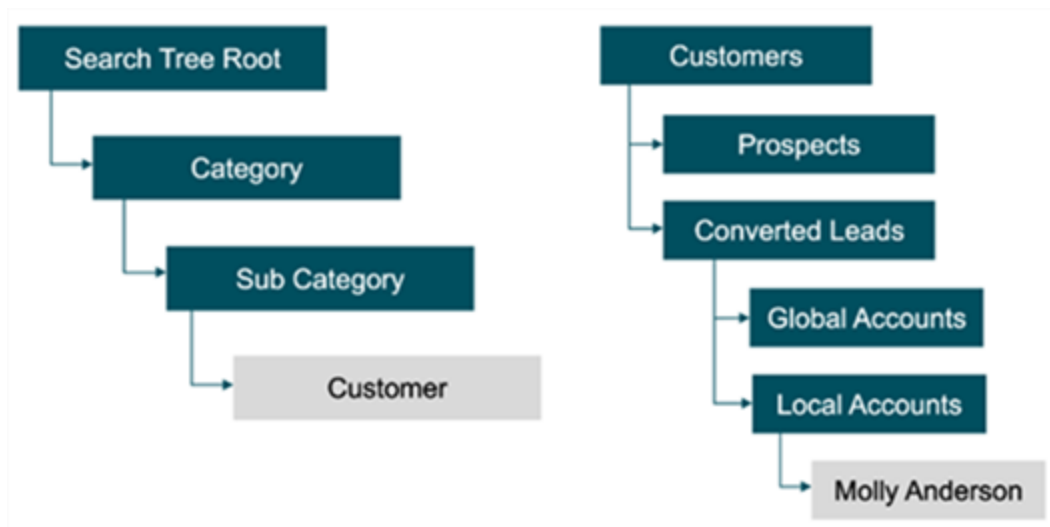 Search Tree Root
Category
Sub Category
Customer
Customers
Prospects
Converted Leads
Global Accounts
Local Accounts
Molly Anderson